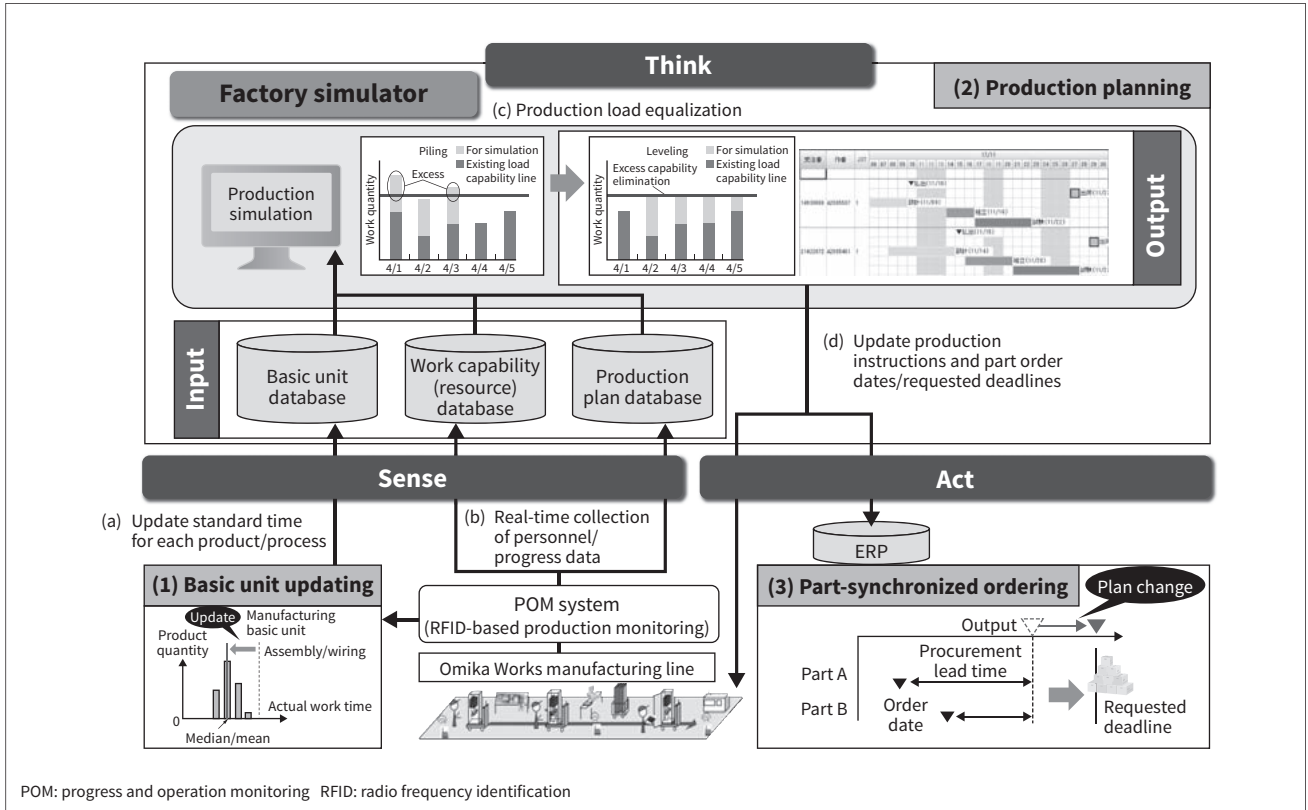 Think
Factory simulator
(2) Production planning
(c) Production load equalization
Production
simulation
Piling
For simulation
Existing load
capability line
Excess
Work quantity
4/1 4/2 4/3 4/4 4/5
Leveling
For simulation
Existing load
capability line
Excess capability
elimination
Work quantity
4/1 4/2 4/3 4/4 4/5
Output
Input
Basic unit
database
Work capability
(resource)
database
Production
plan database
(d) Update production
instructions and part order
dates/requested deadlines
Sense
Act
(a) Update standard time
for each product/process
(b) Real-time collection
of personnel/
progress data
ERP
(1) Basic unit updating
Update
Manufacturing
basic unit
Product
quantity
Assembly/wiring
0
Actual work time
Median/mean
POM system
(RFID-based production monitoring)
Omika Works manufacturing line
(3) Part-synchronized ordering
Plan change
Output
Procurement
lead time
Part A
Part B
Order
date
Requested
deadline
POM: progress and operation monitoring RFID: radio frequency identification